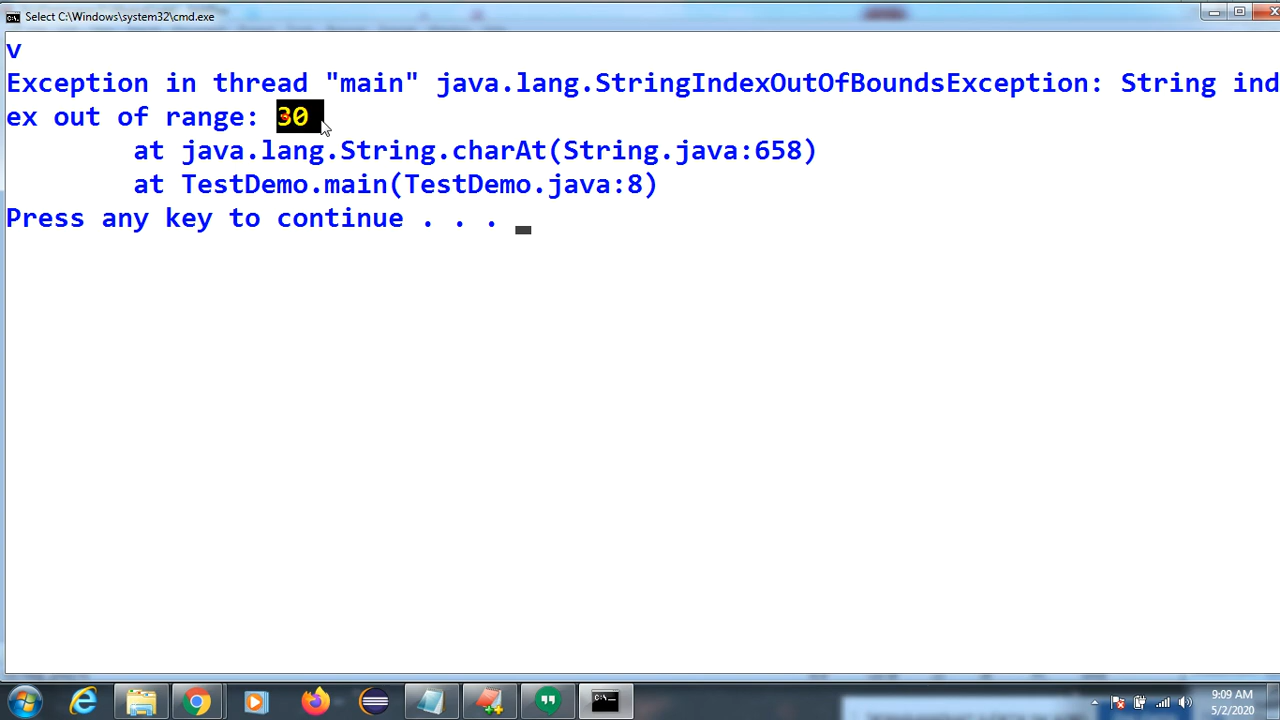 Select C:\Windows\system32\cmd.exe
v
Exception in thread "main" java.lang.StringIndexOutOfBoundsException: String ind
ex out of range: 30
at java.lang.String.charAt(String.java:658)
at TestDemo.main(TestDemo.java:8)
Press any key to continue . . .
9:09 AM
5/2/2020